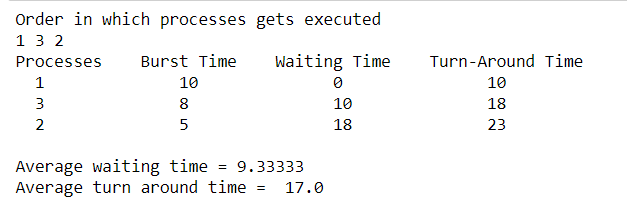 Order in which processes gets executed
1 3 2
Processes Burst Time Waiting Time Turn-Around Time
1 10 0 10
3 8 10 18
2 5 18 23
Average waiting time = 9.33333
Average turn around time = 17.0